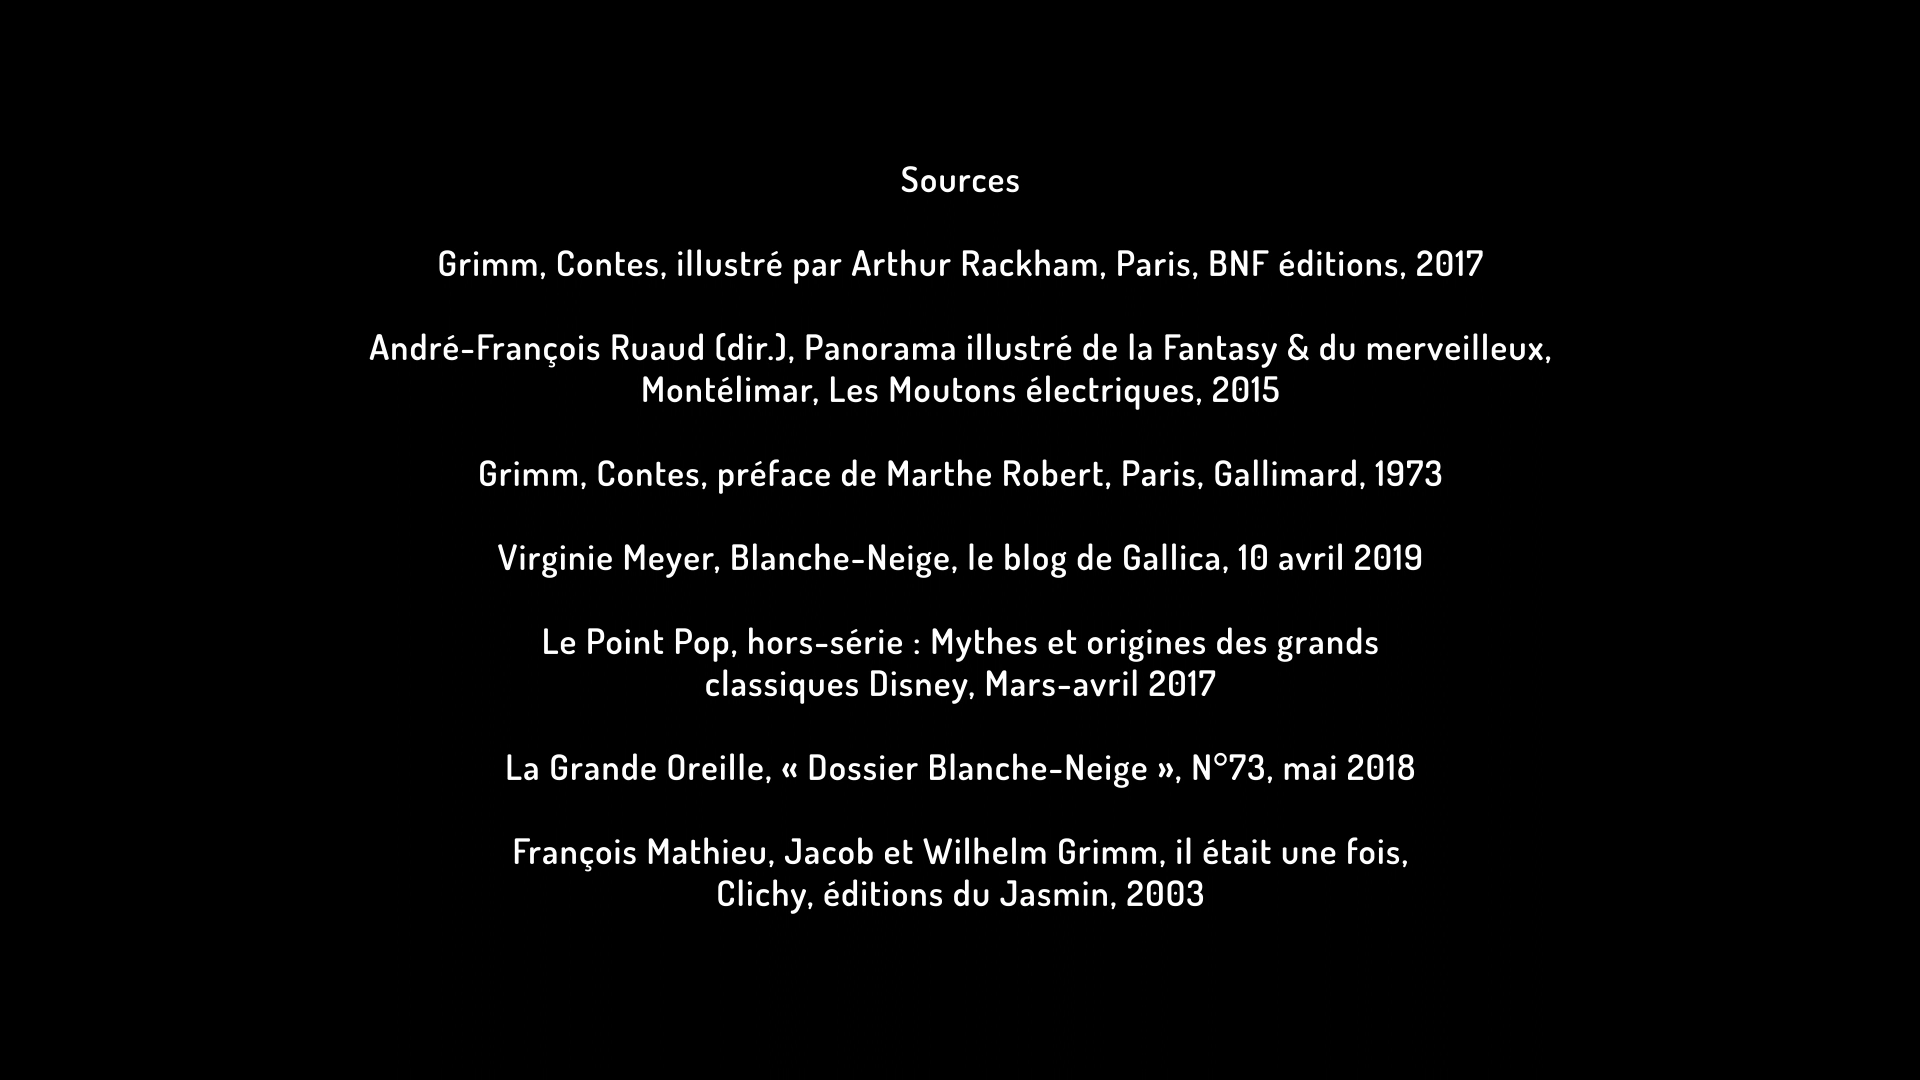 Sources
Grimm, Contes, illustré par Arthur Rackham, Paris, BNF éditions, 2017
André-François Ruaud (dir.), Panorama illustré de la Fantasy & du merveilleux,
Montélimar, Les Moutons électriques, 2015
Grimm, Contes, préface de Marthe Robert, Paris, Gallimard, 1973
Virginie Meyer, Blanche-Neige, le blog de Gallica, 10 avril 2019
Le Point Pop, hors-série : Mythes et origines des grands
classiques Disney, Mars-avril 2017
La Grande Oreille, « Dossier Blanche-Neige », N°73, mai 2018
François Mathieu, Jacob et Wilhelm Grimm, il était une fois,
Clichy, éditions du Jasmin, 2003